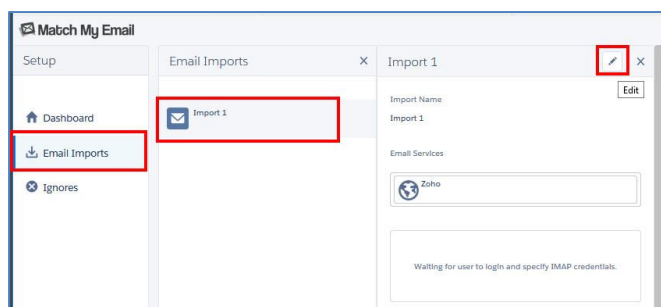 Match My Email
Setup
Email Imports
Import 1
Edit
Dashboard
Email Imports
Ignores
Import 1
Import Name
Import 1
Email Services
Zoho
Waiting for user to login and specify IMAP credentials.